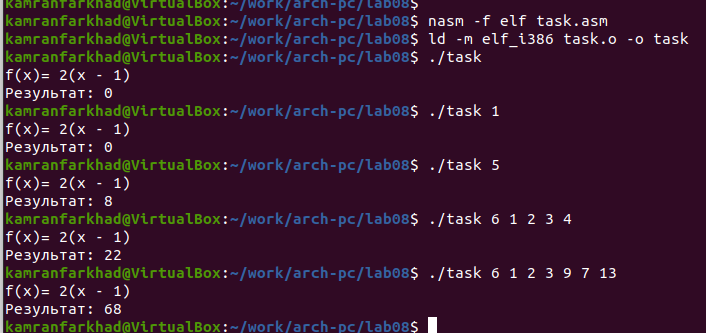 kamranfarkhad@VirtualBox:~/work/arch-pc/lab08$
kamranfarkhad@VirtualBox:~/work/arch-pc/lab08$ nasm -f elf task.asm
kamranfarkhad@VirtualBox:~/work/arch-pc/lab08$ ld -m elf_i386 task.o -o task
kamranfarkhad@VirtualBox:~/work/arch-pc/lab08$ ./task
f(x)= 2(x - 1)
Результат: 0
kamranfarkhad@VirtualBox:~/work/arch-pc/lab08$ ./task 1
f(x)= 2(x - 1)
Результат: 0
kamranfarkhad@VirtualBox:~/work/arch-pc/lab08$ ./task 5
f(x)= 2(x - 1)
Результат: 8
kamranfarkhad@VirtualBox:~/work/arch-pc/lab08$ ./task 6 1 2 3 4
f(x)= 2(x - 1)
Результат: 22
kamranfarkhad@VirtualBox:~/work/arch-pc/lab08$ ./task 6 1 2 3 9 7 13
f(x)= 2(x - 1)
Результат: 68
kamranfarkhad@VirtualBox:~/work/arch-pc/lab08$